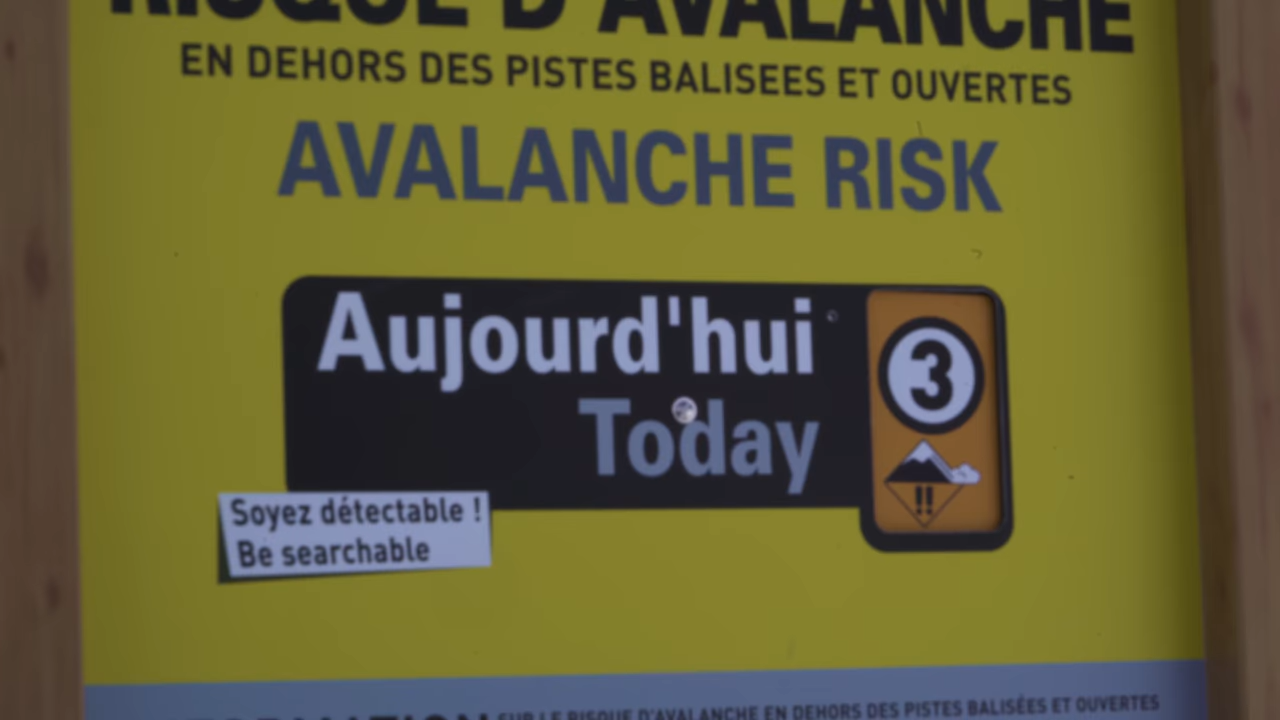 RISQUE D'AVALANCHE
EN DEHORS DES PISTES BALISEES ET OUVERTES
AVALANCHE RISK
Aujourd'hui
Today
3
!!
Soyez détectable !
Be searchable
SUR LE RISQUE D'AVALANCHE EN DEHORS DES PISTES BALISÉES ET OUVERTES